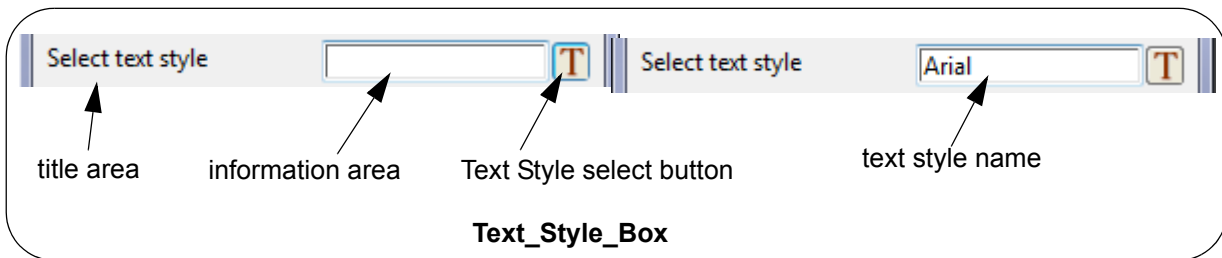 Select text style T Select text style Arial T
title area information area Text Style select button text style name
Text_Style_Box